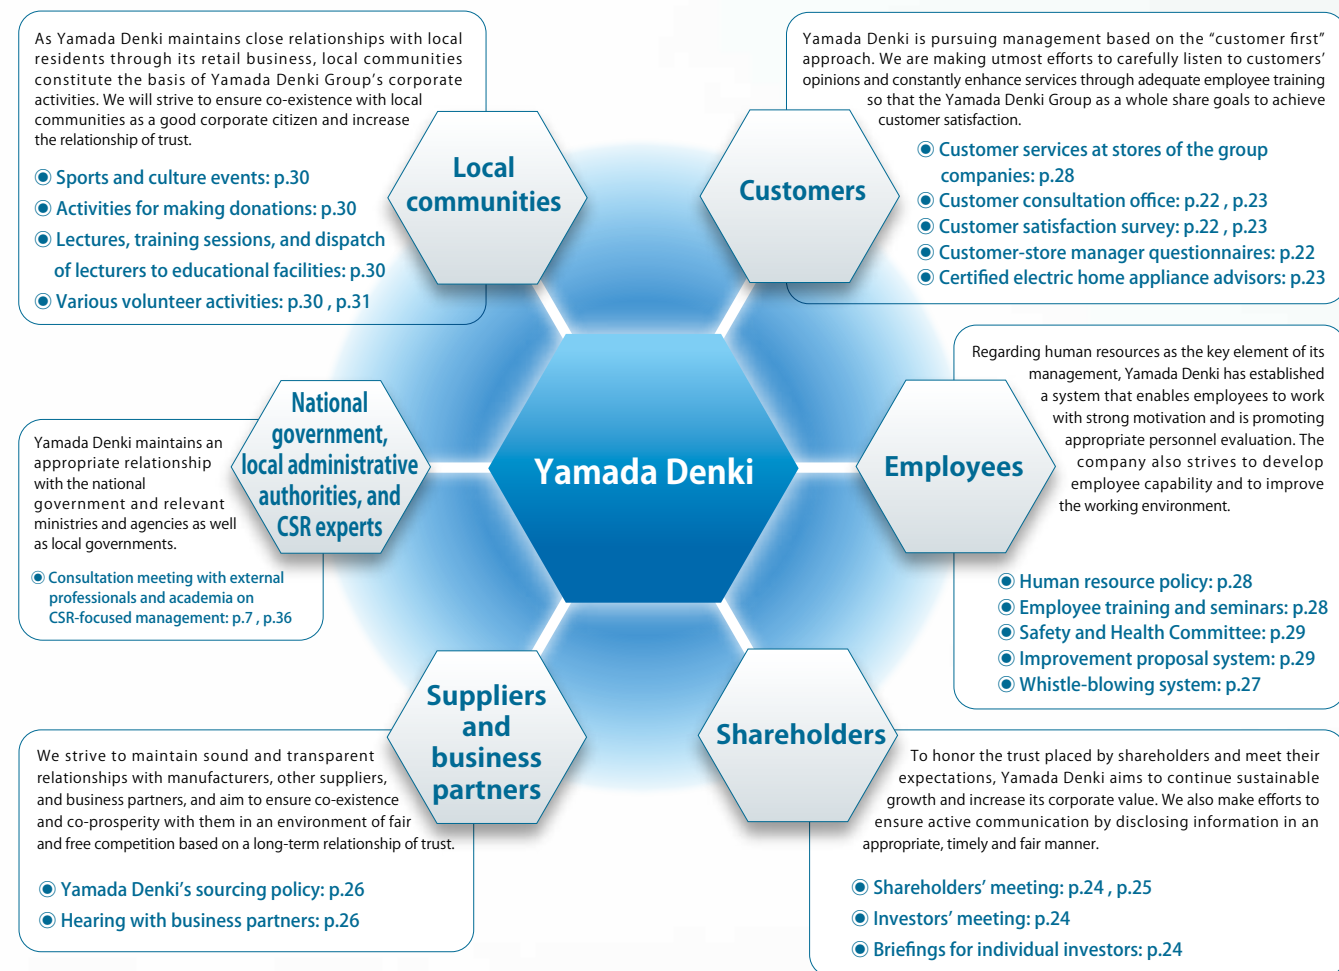 As Yamada Denki maintains close relationships with local
residents through its retail business, local communities
constitute the basis of Yamada Denki Group's corporate
activities. We will strive to ensure co-existence with local
communities as a good corporate citizen and increase
the relationship of trust.
◉ Sports and culture events: p.30
◉ Activities for making donations: p.30
◉ Lectures, training sessions, and dispatch
of lecturers to educational facilities: p.30
◉ Various volunteer activities: p.30 , p.31
Local
communities
Yamada Denki is pursuing management based on the “customer first”
approach. We are making utmost efforts to carefully listen to customers’
opinions and constantly enhance services through adequate employee training
so that the Yamada Denki Group as a whole share goals to achieve
customer satisfaction.
◉ Customer services at stores of the group
companies: p.28
◉ Customer consultation office: p.22 , p.23
◉ Customer satisfaction survey: p.22 , p.23
◉ Customer-store manager questionnaires: p.22
◉ Certified electric home appliance advisors: p.23
Customers
Yamada Denki maintains an
appropriate relationship
with the national
government and relevant
ministries and agencies as well
as local governments.
◉ Consultation meeting with external
professionals and academia on
CSR-focused management: p.7 , p.36
National
government,
local administrative
authorities, and
CSR experts
Yamada Denki
Employees
Regarding human resources as the key element of its
management, Yamada Denki has established
a system that enables employees to work
with strong motivation and is promoting
appropriate personnel evaluation. The
company also strives to develop
employee capability and to improve
the working environment.
◉ Human resource policy: p.28
◉ Employee training and seminars: p.28
◉ Safety and Health Committee: p.29
◉ Improvement proposal system: p.29
◉ Whistle-blowing system: p.27
Suppliers
and
business
partners
We strive to maintain sound and transparent
relationships with manufacturers, other suppliers,
and business partners, and aim to ensure co-existence
and co-prosperity with them in an environment of fair
and free competition based on a long-term relationship of trust.
◉ Yamada Denki’s sourcing policy: p.26
◉ Hearing with business partners: p.26
Shareholders
To honor the trust placed by shareholders and meet their
expectations, Yamada Denki aims to continue sustainable
growth and increase its corporate value. We also make efforts to
ensure active communication by disclosing information in an
appropriate, timely and fair manner.
◉ Shareholders’ meeting: p.24 , p.25
◉ Investors’ meeting: p.24
◉ Briefings for individual investors: p.24